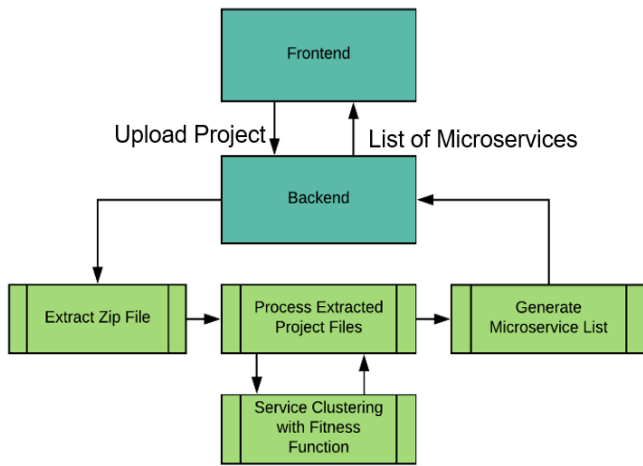 Frontend
Upload Project
List of Microservices
Backend
Extract Zip File
Process Extracted
Project Files
Generate
Microservice List
Service Clustering
with Fitness
Function